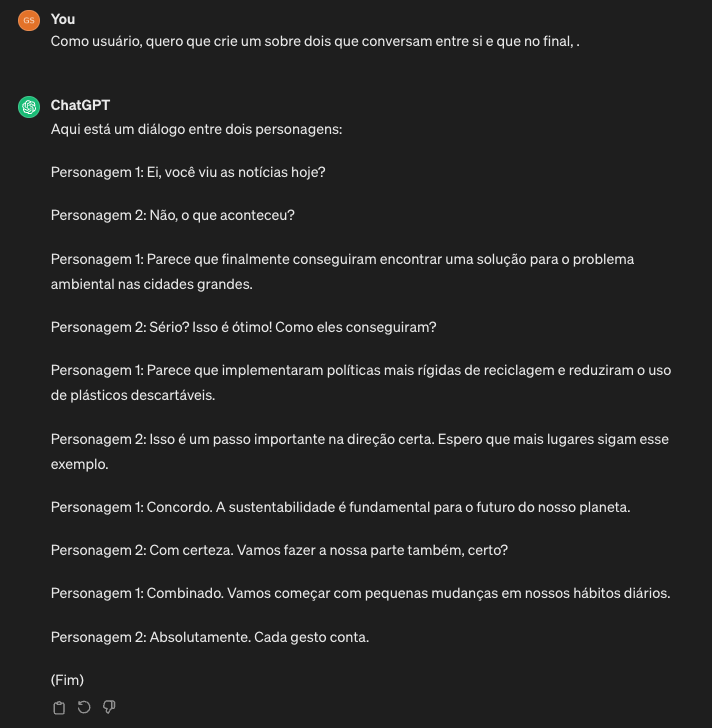 GS
You
Como usuário, quero que crie um sobre dois que conversam entre si e que no final, .
ChatGPT
Aqui está um diálogo entre dois personagens:
Personagem 1: Ei, você viu as notícias hoje?
Personagem 2: Não, o que aconteceu?
Personagem 1: Parece que finalmente conseguiram encontrar uma solução para o problema
ambiental nas cidades grandes.
Personagem 2: Sério? Isso é ótimo! Como eles conseguiram?
Personagem 1: Parece que implementaram políticas mais rígidas de reciclagem e reduziram o uso
de plásticos descartáveis.
Personagem 2: Isso é um passo importante na direção certa. Espero que mais lugares sigam esse
exemplo.
Personagem 1: Concordo. A sustentabilidade é fundamental para o futuro do nosso planeta.
Personagem 2: Com certeza. Vamos fazer a nossa parte também, certo?
Personagem 1: Combinado. Vamos começar com pequenas mudanças em nossos hábitos diários.
Personagem 2: Absolutamente. Cada gesto conta.
(Fim)